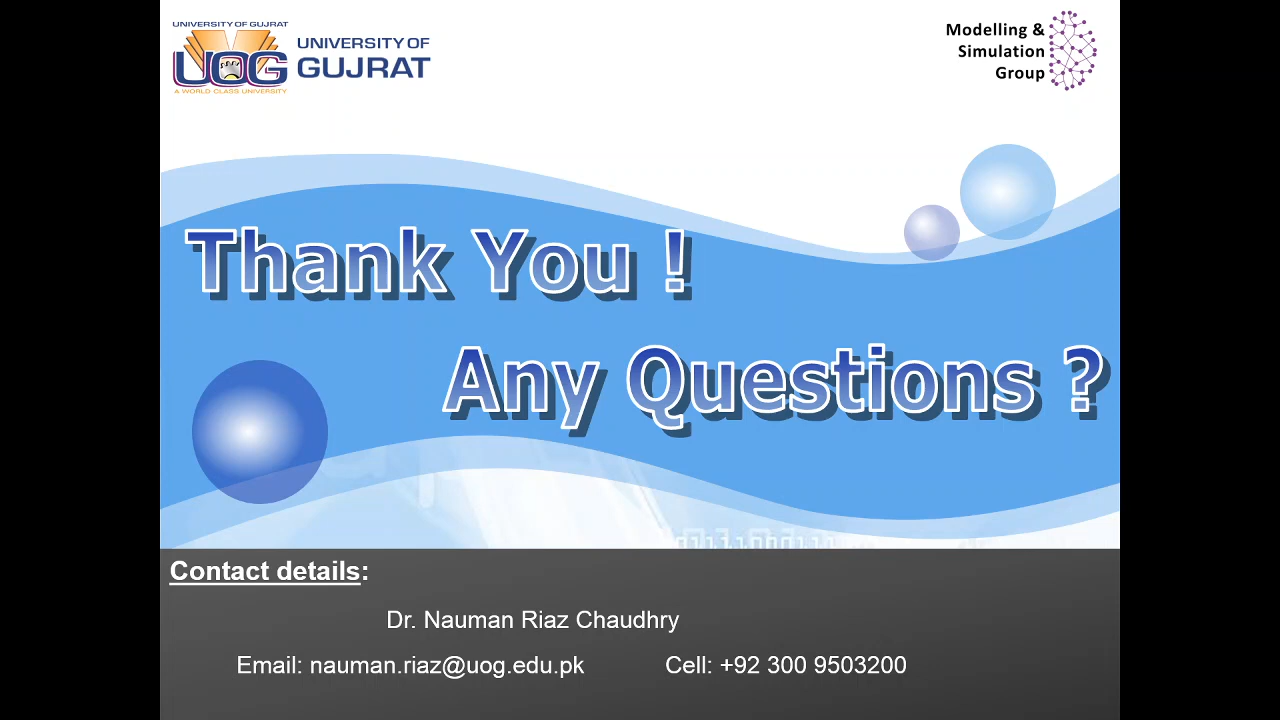 UNIVERSITY OF GUJRAT
UOG
A WORLD CLASS UNIVERSITY
UNIVERSITY OF
GUJRAT
Modelling &
Simulation
Group
Thank You !
Any Questions ?
Contact details:
Dr. Nauman Riaz Chaudhry
Email: nauman.riaz@uog.edu.pk Cell: +92 300 9503200